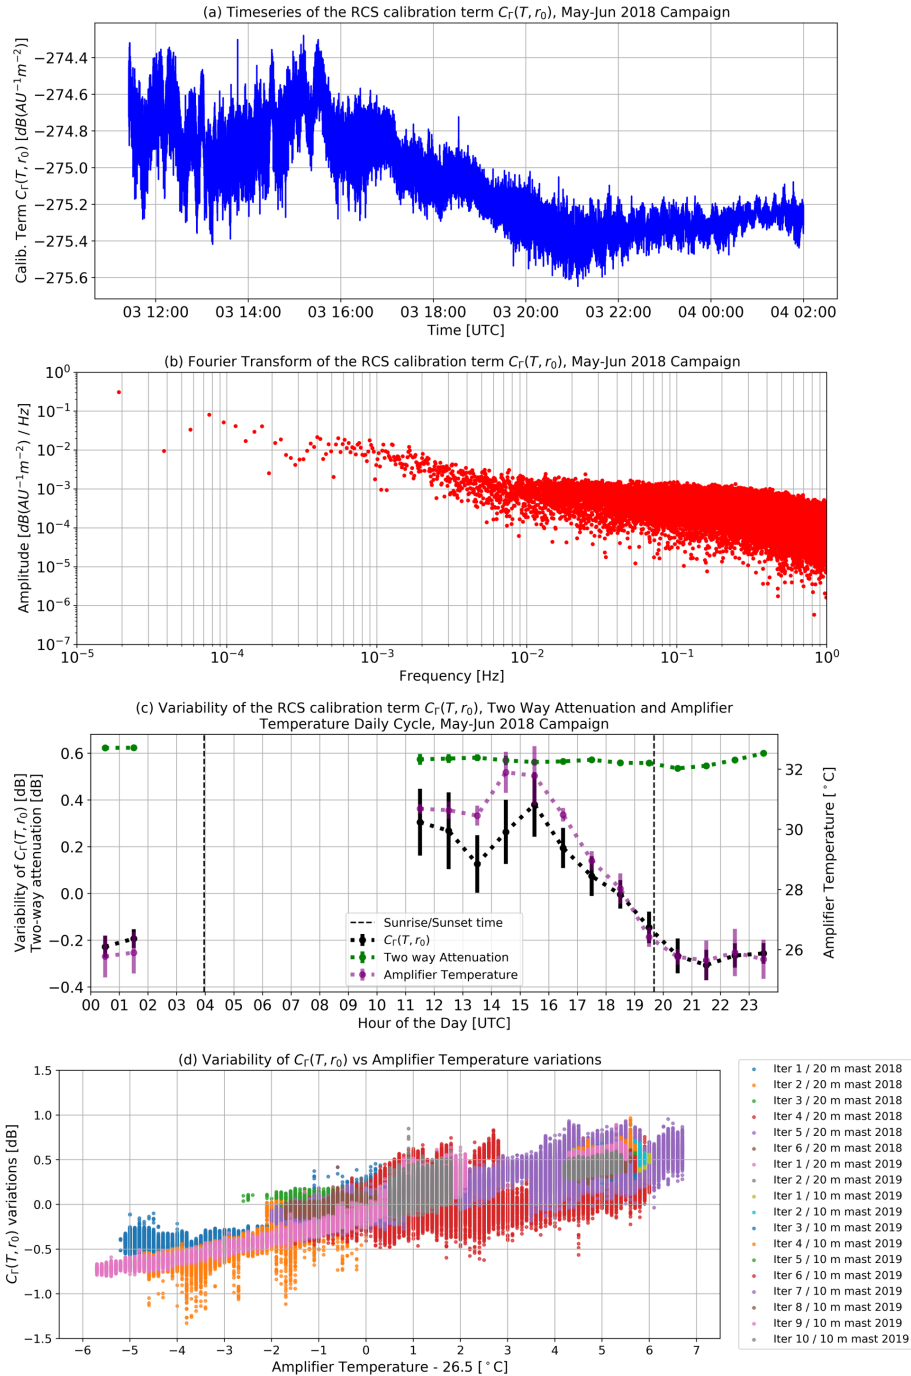 (a) Timeseries of the RCS calibration term C_Γ(T, r_0), May-Jun 2018 Campaign
Calib. Term C_Γ(T, r_0) [dB(AU^−1m^−2)]
−274.4
−274.6
−274.8
−275.0
−275.2
−275.4
−275.6
03 12:00 03 14:00 03 16:00 03 18:00 03 20:00 03 22:00 04 00:00 04 02:00
Time [UTC]
(b) Fourier Transform of the RCS calibration term C_Γ(T, r_0), May-Jun 2018 Campaign
Amplitude [dB(AU^−1m^−2) / Hz]
10^0
10^−1
10^−2
10^−3
10^−4
10^−5
10^−6
10^−7
10^−5 10^−4 10^−3 10^−2 10^−1 10^0
Frequency [Hz]
(c) Variability of the RCS calibration term C_Γ(T, r_0), Two Way Attenuation and Amplifier
Temperature Daily Cycle, May-Jun 2018 Campaign
Variability of C_Γ(T, r_0) [dB]
Two-way attenuation [dB]
0.6
0.4
0.2
0.0
−0.2
−0.4
32
30
28
26
Amplifier Temperature [°C]
Sunrise/Sunset time
C_Γ(T, r_0)
Two way Attenuation
Amplifier Temperature
00 01 02 03 04 05 06 07 07 08 09 10 11 12 13 14 15 16 17 18 19 20 21 22 23
Hour of the Day [UTC]
(d) Variability of C_Γ(T, r_0) vs Amplifier Temperature variations
C_Γ(T, r_0) variations [dB]
1.5
1.0
0.5
0.0
−0.5
−1.0
−1.5
−6 −5 −4 −3 −2 −1 0 1 2 3 4 5 6 7
Amplifier Temperature - 26.5 [°C]
Iter 1 / 20 m mast 2018
Iter 2 / 20 m mast 2018
Iter 3 / 20 m mast 2018
Iter 4 / 20 m mast 2018
Iter 5 / 20 m mast 2018
Iter 6 / 20 m mast 2018
Iter 1 / 20 m mast 2019
Iter 2 / 20 m mast 2019
Iter 1 / 10 m mast 2019
Iter 2 / 10 m mast 2019
Iter 3 / 10 m mast 2019
Iter 4 / 10 m mast 2019
Iter 5 / 10 m mast 2019
Iter 6 / 10 m mast 2019
Iter 7 / 10 m mast 2019
Iter 8 / 10 m mast 2019
Iter 9 / 10 m mast 2019
Iter 10 / 10 m mast 2019